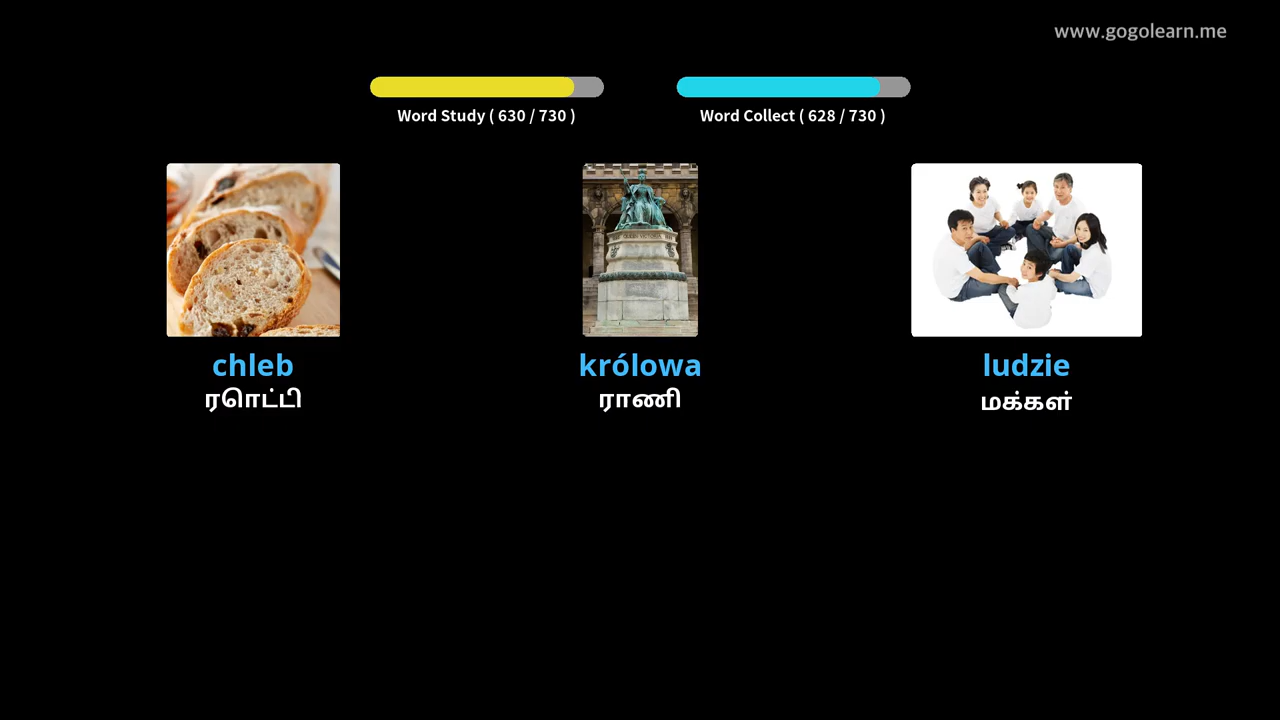 www.gogolearn.me
Word Study ( 630 / 730 )
Word Collect ( 628 / 730 )
chleb
królowa
ludzie
ரொட்டி
ராணி
மக்கள்